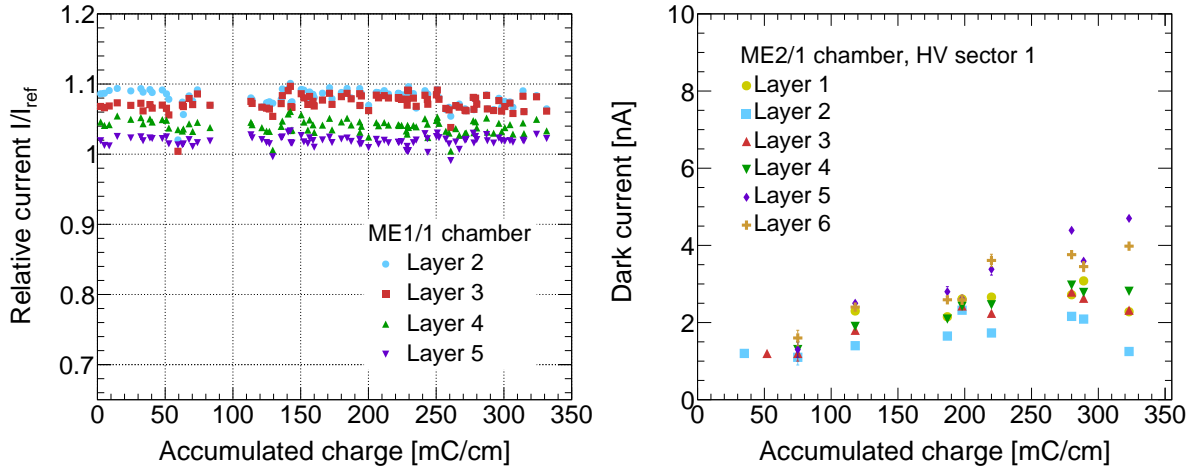 1.2
1.1
1
0.9
0.8
0.7
0 50 100 150 200 250 300 350
Relative current I/I_ref
Accumulated charge [mC/cm]
ME1/1 chamber
Layer 2
Layer 3
Layer 4
Layer 5
10
8
6
4
2
0
0 50 100 150 200 250 300 350
Dark current [nA]
Accumulated charge [mC/cm]
ME2/1 chamber, HV sector 1
Layer 1
Layer 2
Layer 3
Layer 4
Layer 5
Layer 6